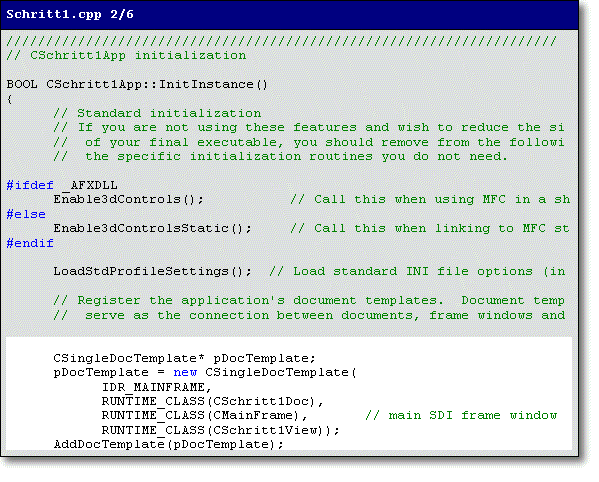 Schritt1.cpp 2/6
//////////////////////////////////////////////////////////////////////
// CSchritt1App initialization
BOOL CSchritt1App::InitInstance()
{
// Standard initialization
// If you are not using these features and wish to reduce the si
//  of your final executable, you should remove from the followi
//  the specific initialization routines you do not need.
#ifdef _AFXDLL
Enable3dControls();           // Call this when using MFC in a sh
#else
Enable3dControlsStatic();     // Call this when linking to MFC st
#endif
LoadStdProfileSettings();  // Load standard INI file options (in
// Register the application's document templates.  Document temp
//  serve as the connection between documents, frame windows and
CSingleDocTemplate* pDocTemplate;
pDocTemplate = new CSingleDocTemplate(
IDR_MAINFRAME,
RUNTIME_CLASS(CSchritt1Doc),
RUNTIME_CLASS(CMainFrame),       // main SDI frame window
RUNTIME_CLASS(CSchritt1View));
AddDocTemplate(pDocTemplate);